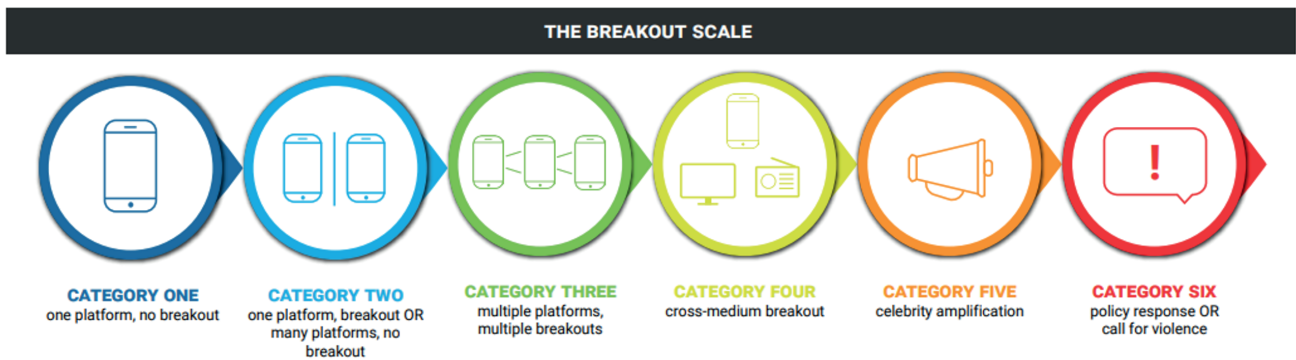 THE BREAKOUT SCALE
CATEGORY ONE
one platform, no breakout
CATEGORY TWO
one platform, breakout OR
many platforms, no
breakout
CATEGORY THREE
multiple platforms,
multiple breakouts
CATEGORY FOUR
cross-medium breakout
CATEGORY FIVE
celebrity amplification
!
CATEGORY SIX
policy response OR
call for violence